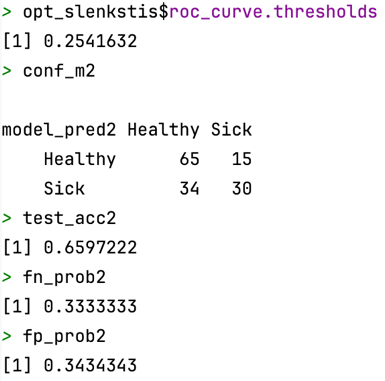 > opt_slenkstis$roc_curve.thresholds
[1] 0.2541632
> conf_m2
model_pred2 Healthy Sick
    Healthy      65   15
    Sick         34   30
> test_acc2
[1] 0.6597222
> fn_prob2
[1] 0.3333333
> fp_prob2
[1] 0.3434343